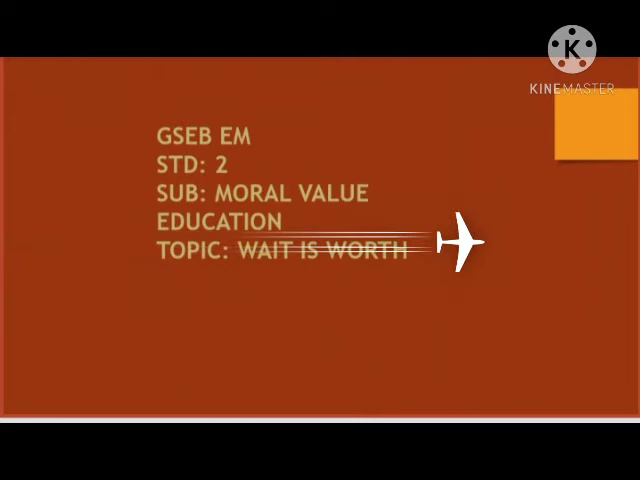 K
KINEMASTER
GSEB EM
STD: 2
SUB: MORAL VALUE
EDUCATION
TOPIC: WAIT IS WORTH